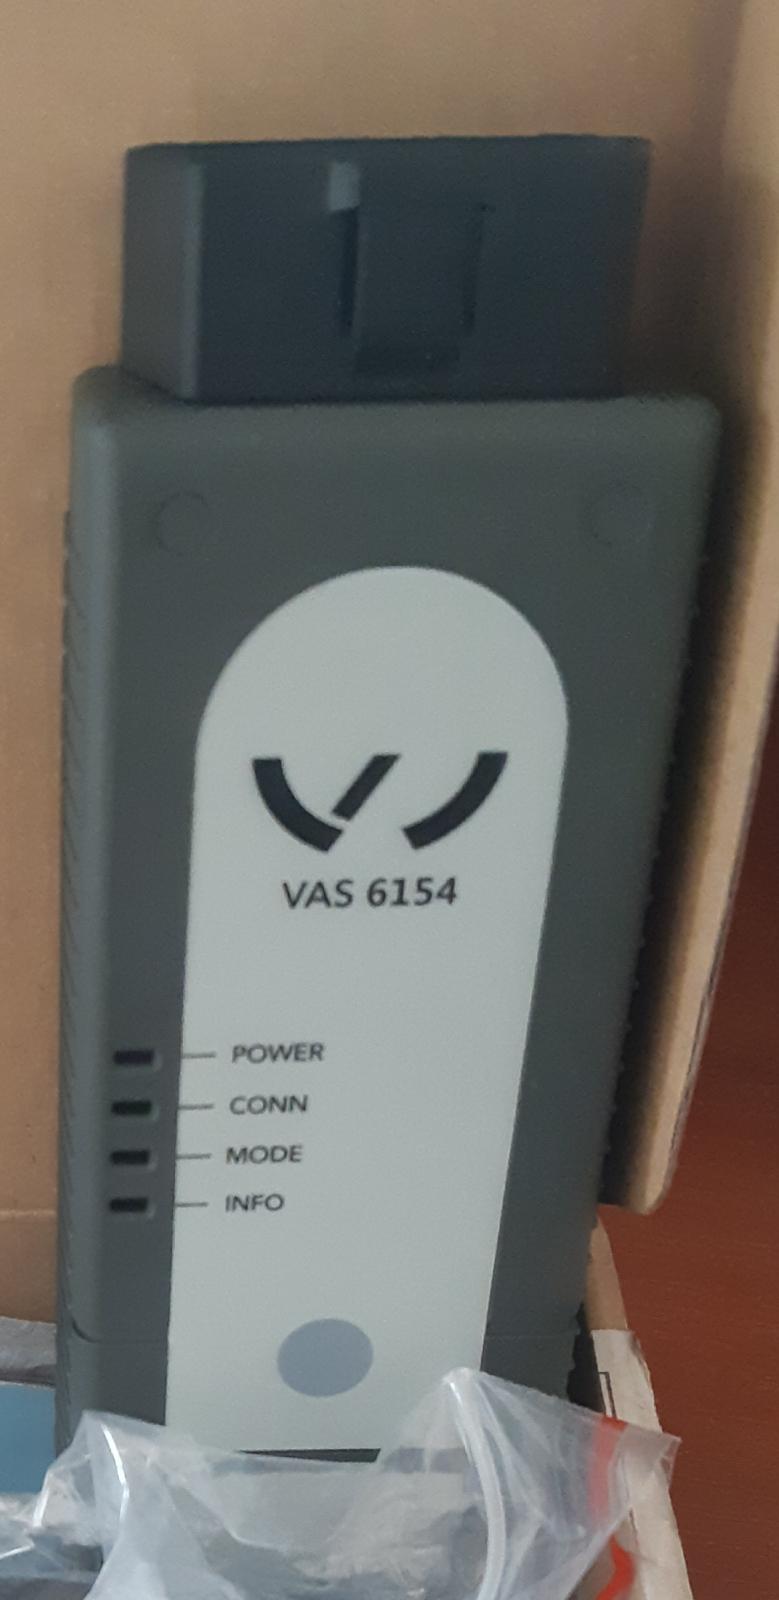 VAS 6154
POWER
CONN
MODE
INFO